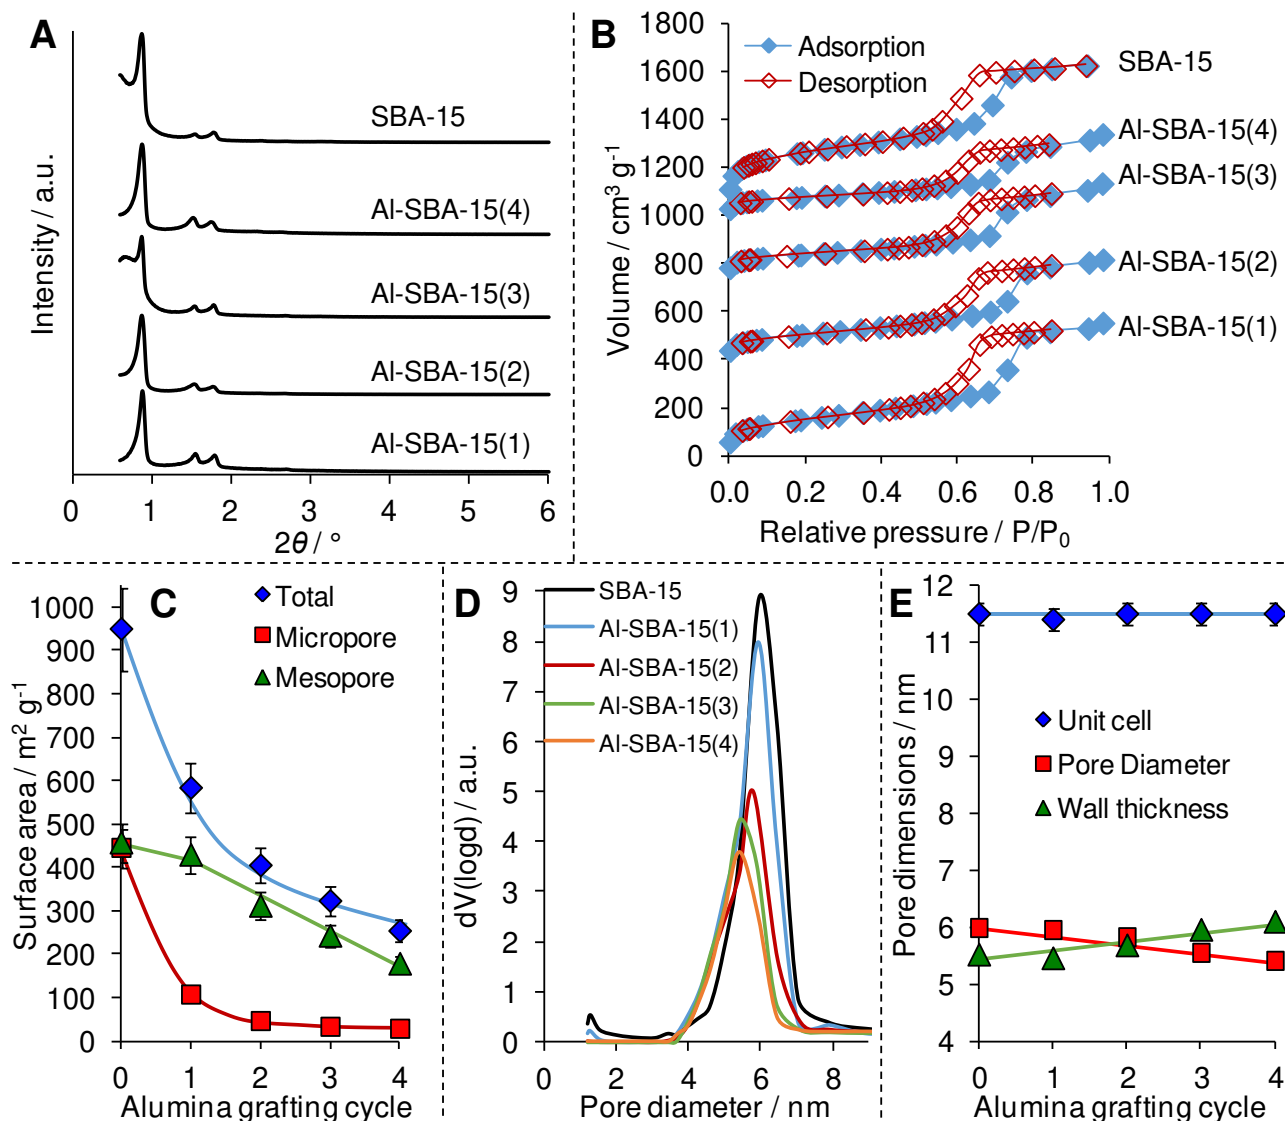 A
Intensity / a.u.
SBA-15
Al-SBA-15(4)
Al-SBA-15(3)
Al-SBA-15(2)
Al-SBA-15(1)
0 1 2 3 4 5 6
2θ / °
B
Volume / cm³ g⁻¹
1800
1600
1400
1200
1000
800
600
400
200
0
Adsorption
Desorption
SBA-15
Al-SBA-15(4)
Al-SBA-15(3)
Al-SBA-15(2)
Al-SBA-15(1)
0.0 0.2 0.4 0.6 0.8 1.0
Relative pressure / P/P₀
C
Surface area / m² g⁻¹
1000
900
800
700
600
500
400
300
200
100
0
Total
Micropore
Mesopore
0 1 2 3 4
Alumina grafting cycle
D
dV(logd) / a.u.
9
8
7
6
5
4
3
2
1
0
SBA-15
Al-SBA-15(1)
Al-SBA-15(2)
Al-SBA-15(3)
Al-SBA-15(4)
0 2 4 6 8
Pore diameter / nm
E
Pore dimensions / nm
12
11
10
9
8
7
6
5
4
Unit cell
Pore Diameter
Wall thickness
0 1 2 3 4
Alumina grafting cycle